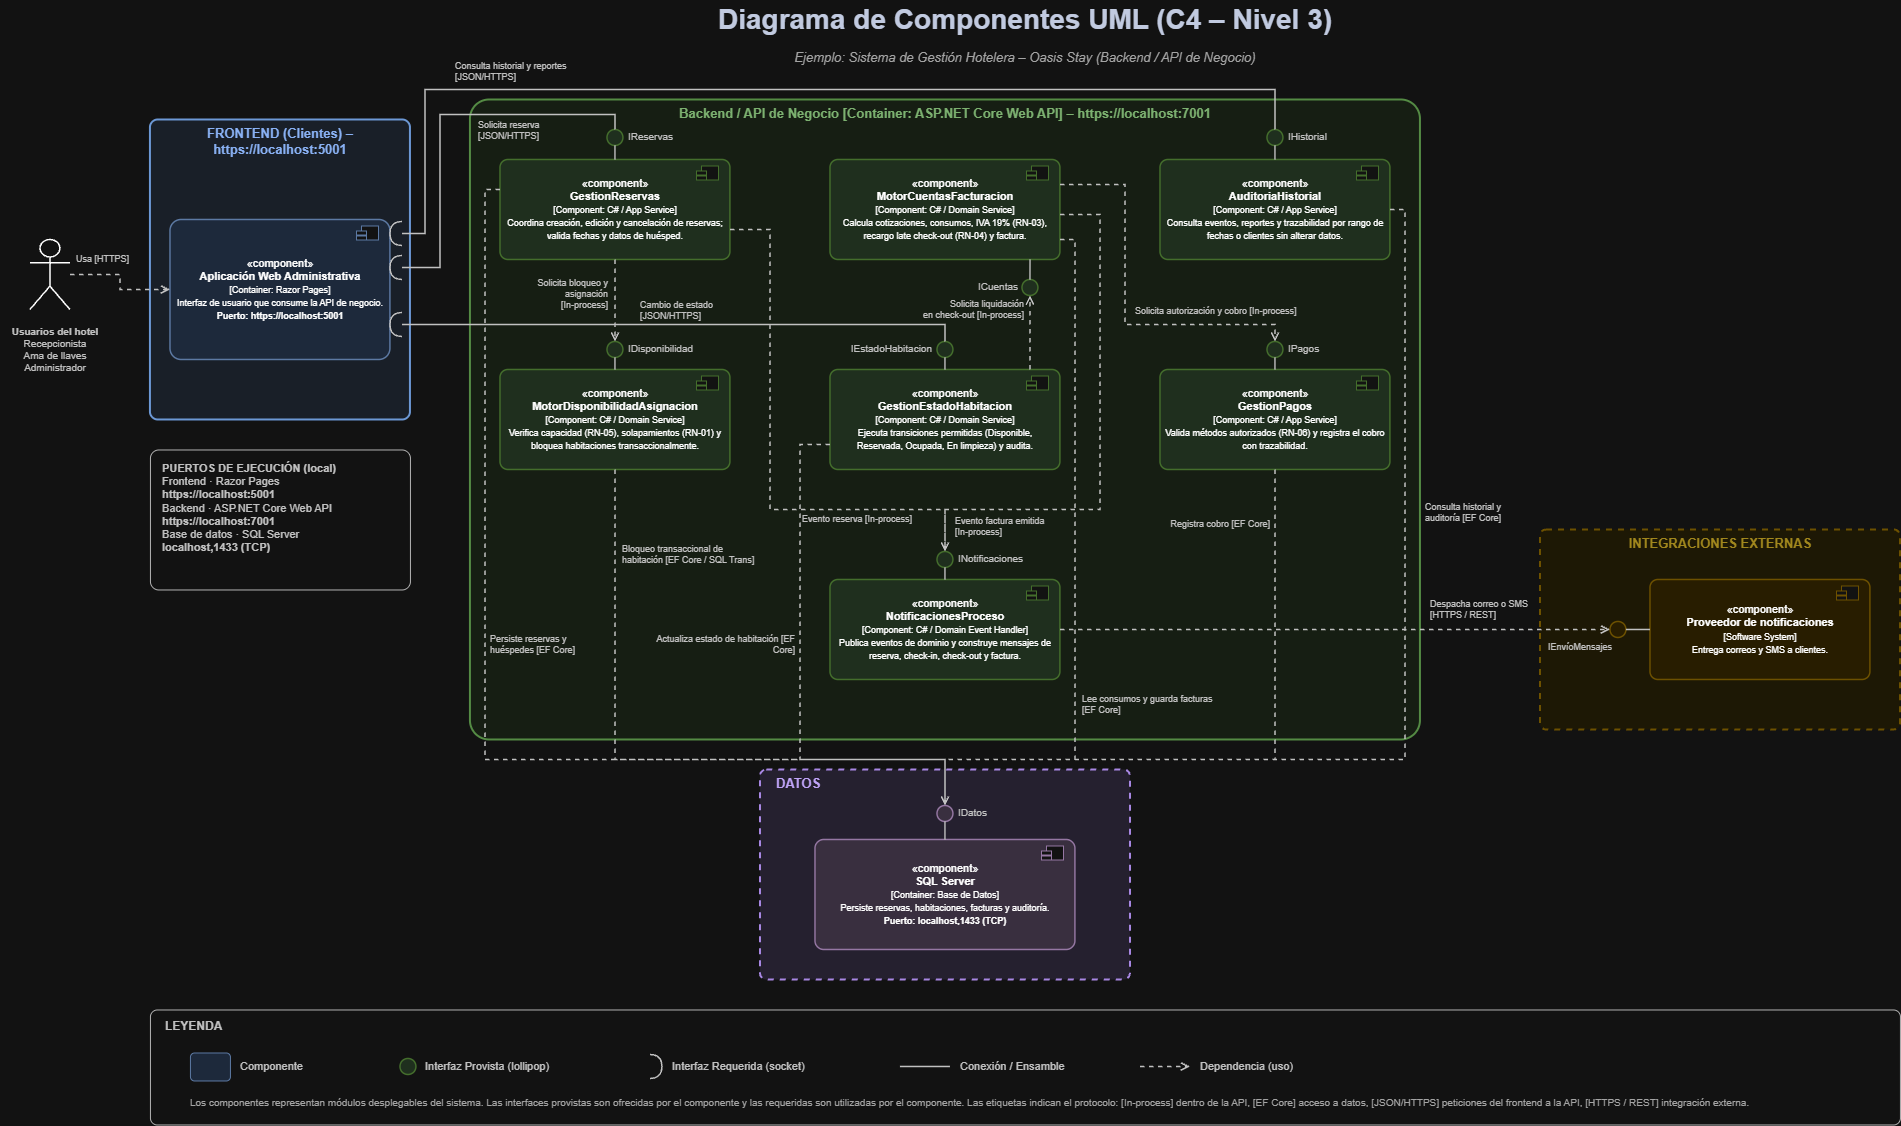 Diagrama de Componentes UML (C4 – Nivel 3)
Ejemplo: Sistema de Gestión Hotelera – Oasis Stay (Backend / API de Negocio)
Consulta historial y reportes
[JSON/HTTPS]
Solicita reserva
[JSON/HTTPS]
Backend / API de Negocio [Container: ASP.NET Core Web API] – https://localhost:7001
IReservas
IHistorial
FRONTEND (Clientes) –
https://localhost:5001
«component»
Aplicación Web Administrativa
[Container: Razor Pages]
Interfaz de usuario que consume la API de negocio.
Puerto: https://localhost:5001
Usa [HTTPS]
Usuarios del hotel
Recepcionista
Ama de llaves
Administrador
PUERTOS DE EJECUCIÓN (local)
Frontend · Razor Pages
https://localhost:5001
Backend · ASP.NET Core Web API
https://localhost:7001
Base de datos · SQL Server
localhost,1433 (TCP)
«component»
GestionReservas
[Component: C# / App Service]
Coordina creación, edición y cancelación de reservas;
valida fechas y datos de huésped.
«component»
MotorCuentasFacturacion
[Component: C# / Domain Service]
Calcula cotizaciones, consumos, IVA 19% (RN-03),
recargo late check-out (RN-04) y factura.
«component»
AuditoriaHistorial
[Component: C# / App Service]
Consulta eventos, reportes y trazabilidad por rango de
fechas o clientes sin alterar datos.
Solicita bloqueo y
asignación
[In-process]
Cambio de estado
[JSON/HTTPS]
ICuentas
Solicita liquidación
en check-out [In-process]
Solicita autorización y cobro [In-process]
IDisponibilidad
IEstadoHabitacion
IPagos
«component»
MotorDisponibilidadAsignacion
[Component: C# / Domain Service]
Verifica capacidad (RN-05), solapamientos (RN-01) y
bloquea habitaciones transaccionalmente.
«component»
GestionEstadoHabitacion
[Component: C# / Domain Service]
Ejecuta transiciones permitidas (Disponible,
Reservada, Ocupada, En limpieza) y audita.
«component»
GestionPagos
[Component: C# / App Service]
Valida métodos autorizados (RN-06) y registra el cobro
con trazabilidad.
Evento reserva [In-process]
Evento factura emitida
[In-process]
Registra cobro [EF Core]
Consulta historial y
auditoría [EF Core]
Bloqueo transaccional de
habitación [EF Core / SQL Trans]
INotificaciones
«component»
NotificacionesProceso
[Component: C# / Domain Event Handler]
Publica eventos de dominio y construye mensajes de
reserva, check-in, check-out y factura.
Persiste reservas y
huéspedes [EF Core]
Actualiza estado de habitación [EF
Core]
Lee consumos y guarda facturas
[EF Core]
Despacha correo o SMS
[HTTPS / REST]
INTEGRACIONES EXTERNAS
IEnvíoMensajes
«component»
Proveedor de notificaciones
[Software System]
Entrega correos y SMS a clientes.
DATOS
IDatos
«component»
SQL Server
[Container: Base de Datos]
Persiste reservas, habitaciones, facturas y auditoría.
Puerto: localhost,1433 (TCP)
LEYENDA
Componente
Interfaz Provista (lollipop)
Interfaz Requerida (socket)
Conexión / Ensamble
Dependencia (uso)
Los componentes representan módulos desplegables del sistema. Las interfaces provistas son ofrecidas por el componente y las requeridas son utilizadas por el componente. Las etiquetas indican el protocolo: [In-process] dentro de la API, [EF Core] acceso a datos, [JSON/HTTPS] peticiones del frontend a la API, [HTTPS / REST] integración externa.